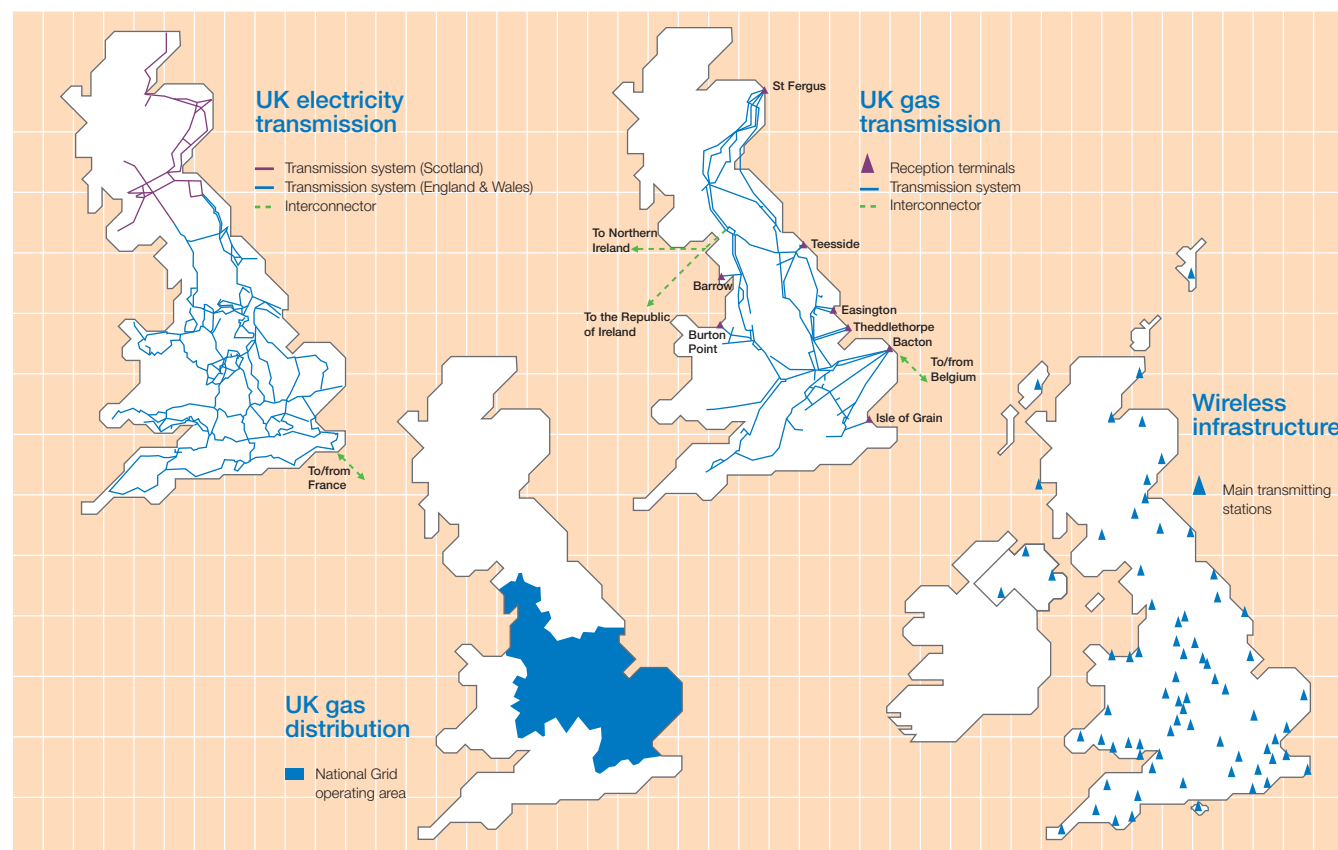 UK electricity
transmission
Transmission system (Scotland)
Transmission system (England & Wales)
Interconnector
To/from
France
UK gas
transmission
Reception terminals
Transmission system
Interconnector
St Fergus
To Northern
Ireland
Teesside
Barrow
To the Republic
of Ireland
Easington
Burton
Point
Theddlethorpe
Bacton
To/from
Belgium
Isle of Grain
UK gas
distribution
National Grid
operating area
Wireless
infrastructure
Main transmitting
stations